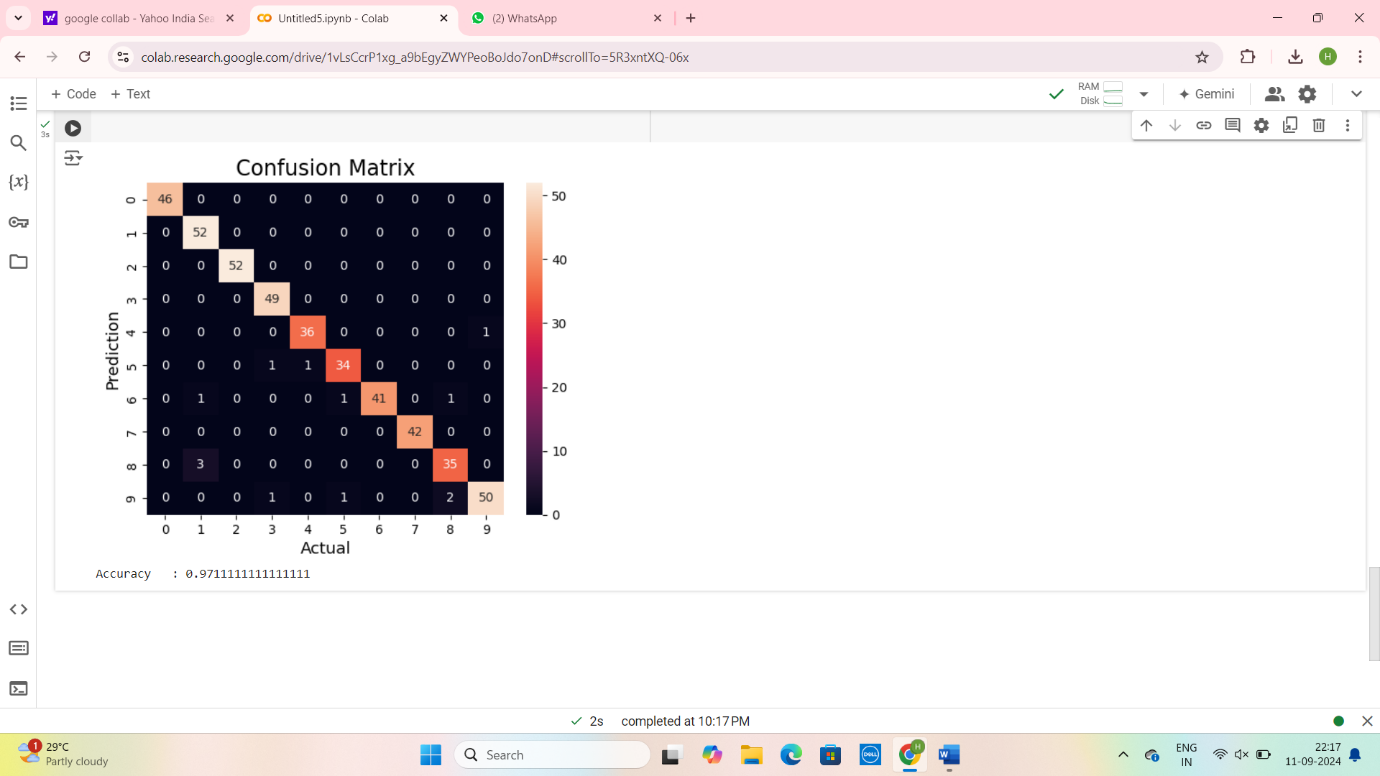 google collab - Yahoo India Sea
Untitled5.ipynb - Colab
(2) WhatsApp
colab.research.google.com/drive/1vLsCcrP1xg_a9bEgyZWYPeoBoJdo7onD#scrollTo=5R3xntXQ-06x
H
+ Code + Text
RAM
Disk
Gemini
3s
Confusion Matrix
0 46 0 0 0 0 0 0 0 0 0
1 0 52 0 0 0 0 0 0 0 0
2 0 0 52 0 0 0 0 0 0 0
3 0 0 0 49 0 0 0 0 0 0
4 0 0 0 0 36 0 0 0 0 1
5 0 0 0 1 1 34 0 0 0 0
6 0 1 0 0 0 1 41 0 1 0
7 0 0 0 0 0 0 0 42 0 0
8 0 3 0 0 0 0 0 0 35 0
9 0 0 0 1 0 1 0 0 2 50
0 1 2 3 4 5 6 7 8 9
Prediction
Actual
50
40
30
20
10
0
Accuracy : 0.9711111111111111
2s completed at 10:17 PM
1
29°C
Partly cloudy
Search
DELL
H
W
ENG
IN
22:17
11-09-2024